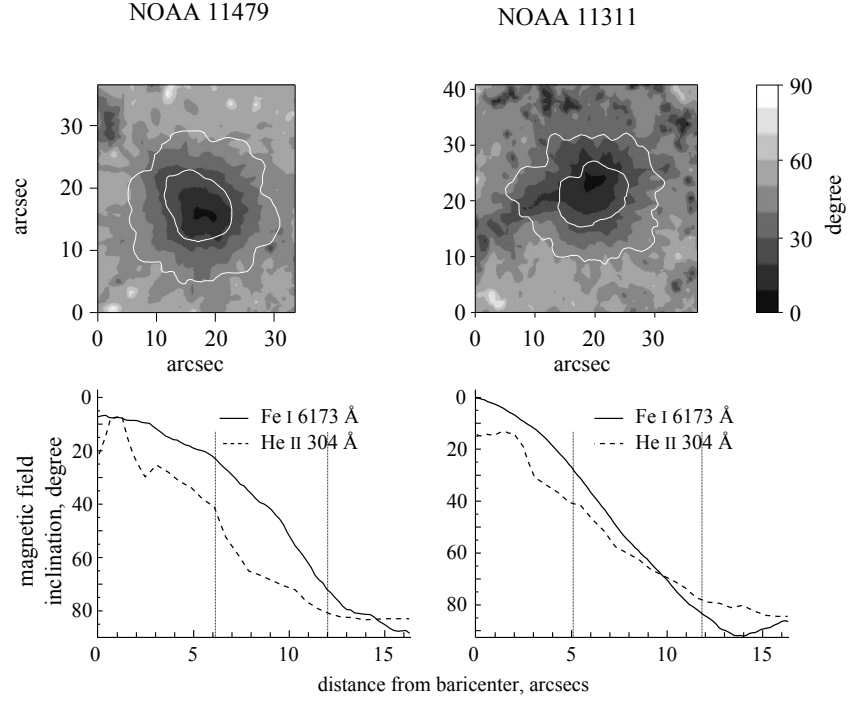 NOAA 11479
NOAA 11311
arcsec
30
20
10
0
0 10 20 30
arcsec
40
30
20
10
0
0 10 20 30
arcsec
90
60
30
0
degree
magnetic field
inclination, degree
0
20
40
60
80
Fe I 6173 Å
He II 304 Å
0 5 10 15
0
20
40
60
80
Fe I 6173 Å
He II 304 Å
0 5 10 15
distance from baricenter, arcsecs